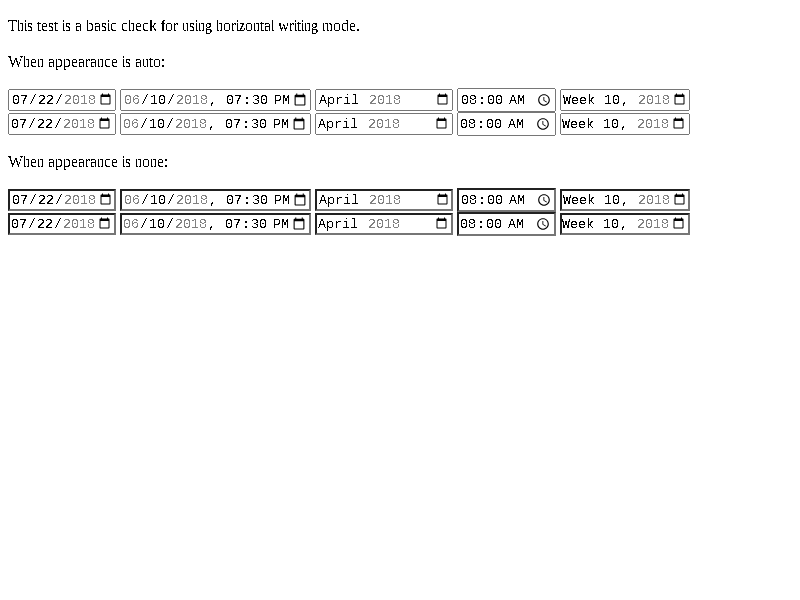 This test is a basic check for using horizontal writing mode.
When appearance is auto:
07/22/2018 06/10/2018, 07:30 PM April 2018 08:00 AM Week 10, 2018
07/22/2018 06/10/2018, 07:30 PM April 2018 08:00 AM Week 10, 2018
When appearance is none:
07/22/2018 06/10/2018, 07:30 PM April 2018 08:00 AM Week 10, 2018
07/22/2018 06/10/2018, 07:30 PM April 2018 08:00 AM Week 10, 2018